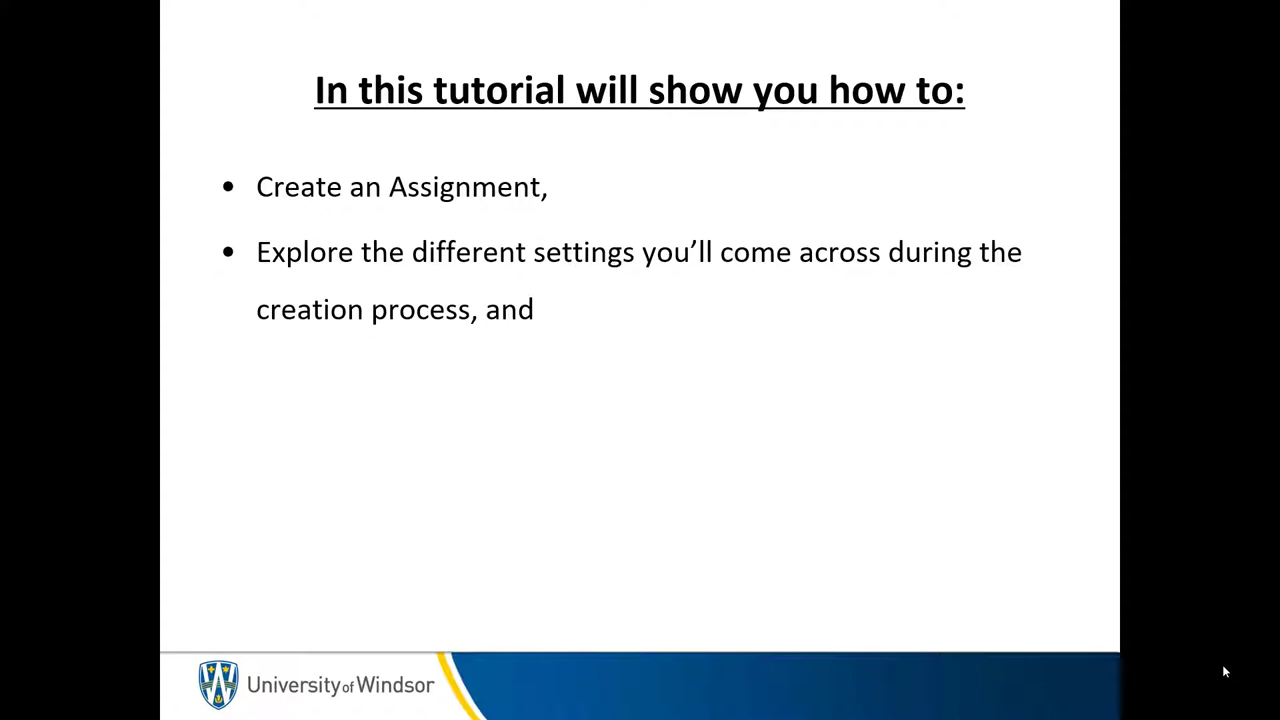 In this tutorial will show you how to:
• Create an Assignment,
• Explore the different settings you’ll come across during the
creation process, and
University of Windsor